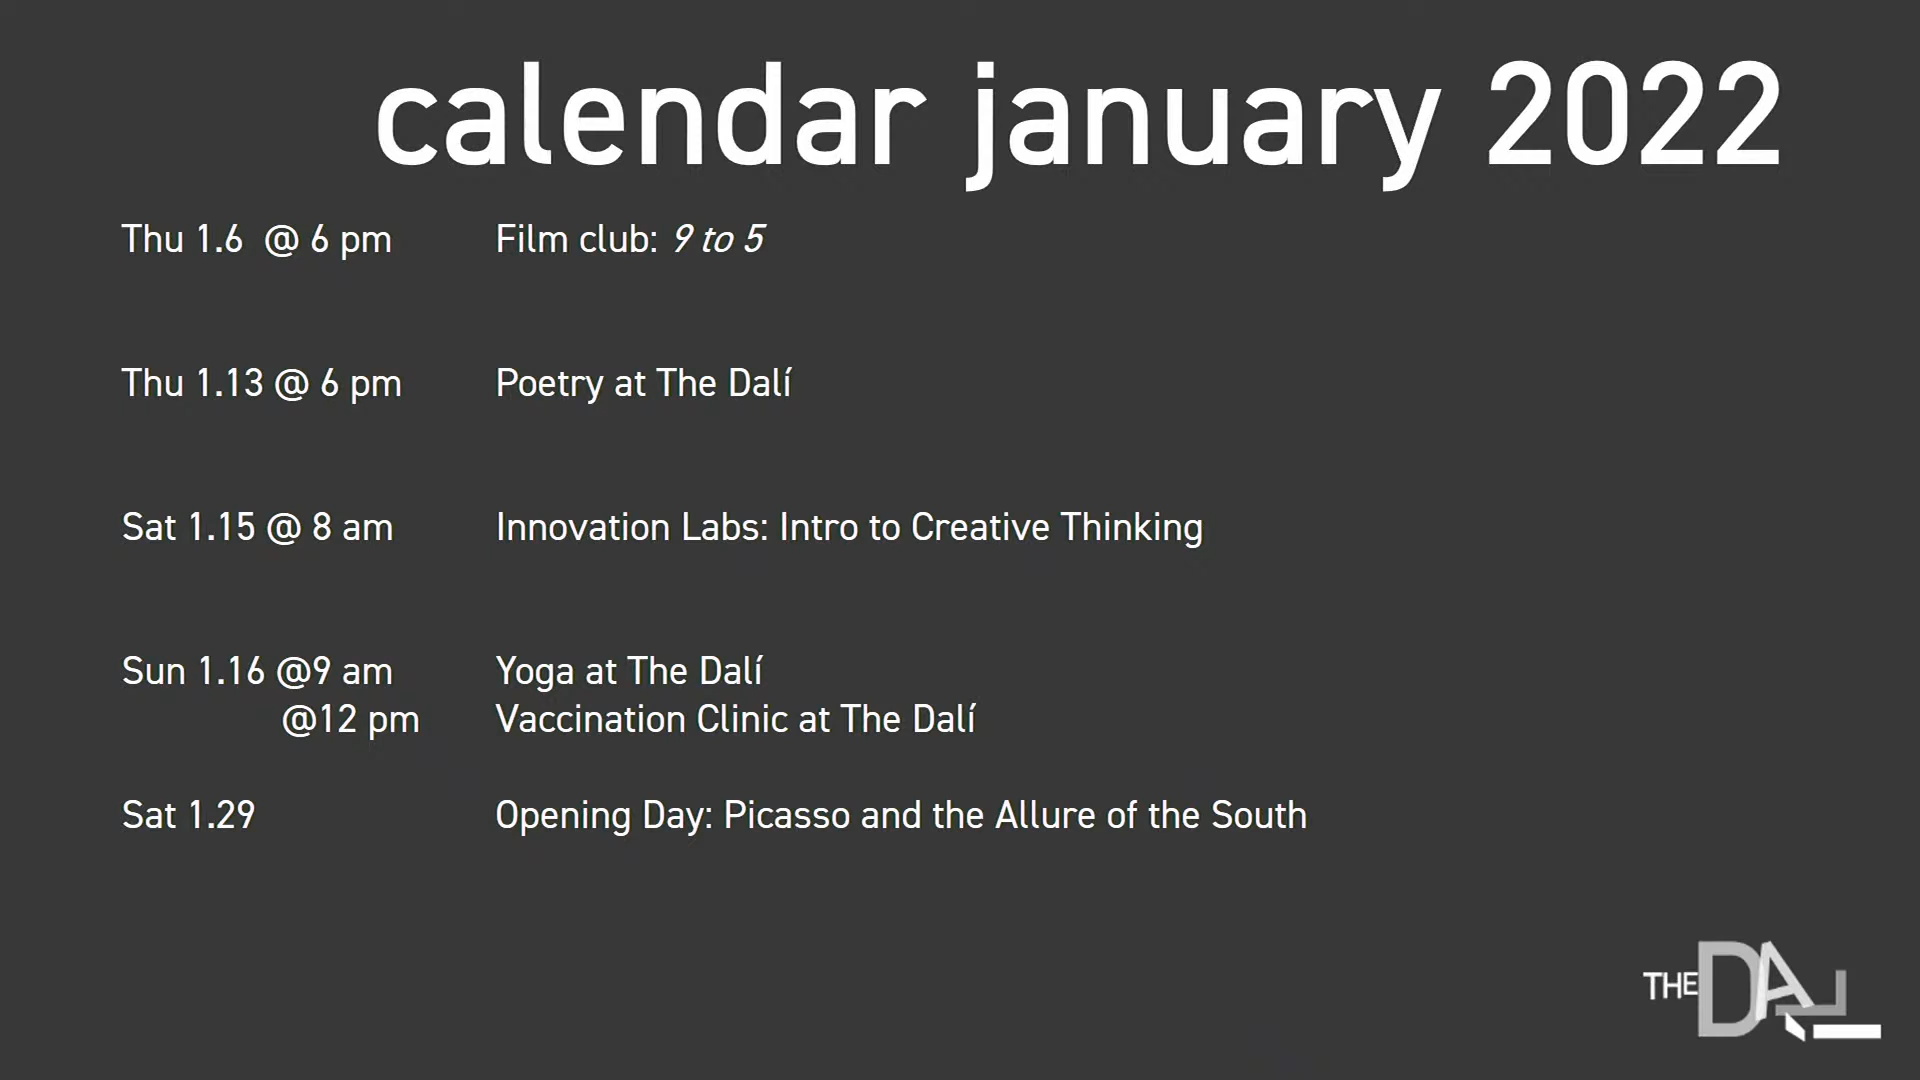 calendar january 2022
Thu 1.6 @ 6 pm Film club: 9 to 5
Thu 1.13 @ 6 pm Poetry at The Dalí
Sat 1.15 @ 8 am Innovation Labs: Intro to Creative Thinking
Sun 1.16 @9 am Yoga at The Dalí
@12 pm Vaccination Clinic at The Dalí
Sat 1.29 Opening Day: Picasso and the Allure of the South
THE DALÍ